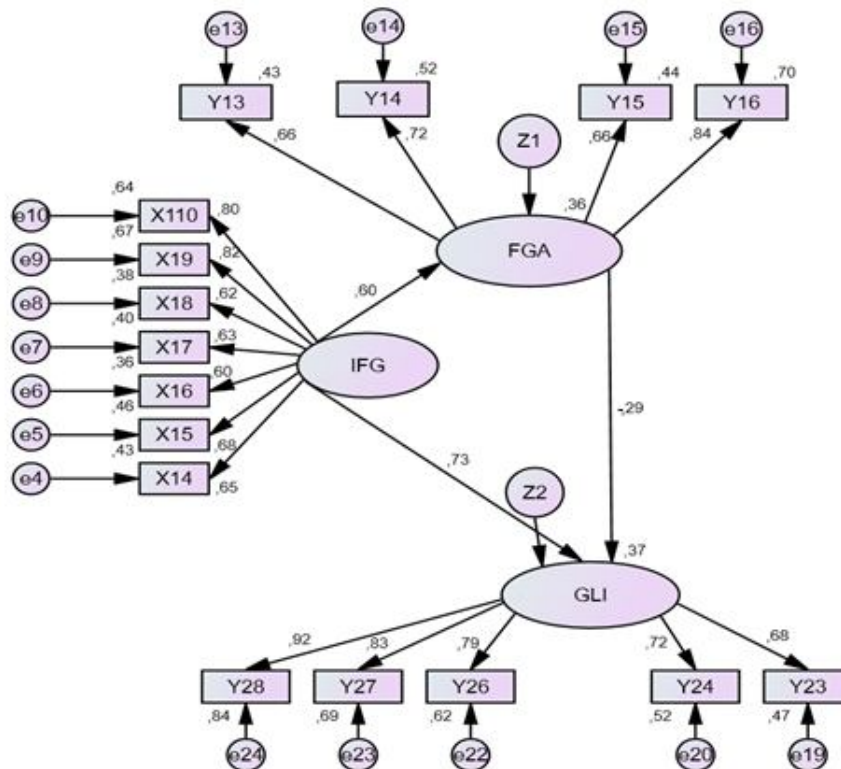 e13
e14
e15
e16
,43
,52
,44
,70
Y13
Y14
Y15
Y16
,66
,72
,66
,84
Z1
,36
FGA
,64
e10
X110
,80
,67
e9
X19
,82
,38
e8
X18
,62
,40
e7
X17
,63
,36
e6
X16
,60
,46
e5
X15
,68
,43
e4
X14
,65
,60
IFG
-,29
,73
Z2
,37
GLI
,92
,83
,79
,72
,68
Y28
Y27
Y26
Y24
Y23
,84
,69
,62
,52
,47
e24
e23
e22
e20
e19